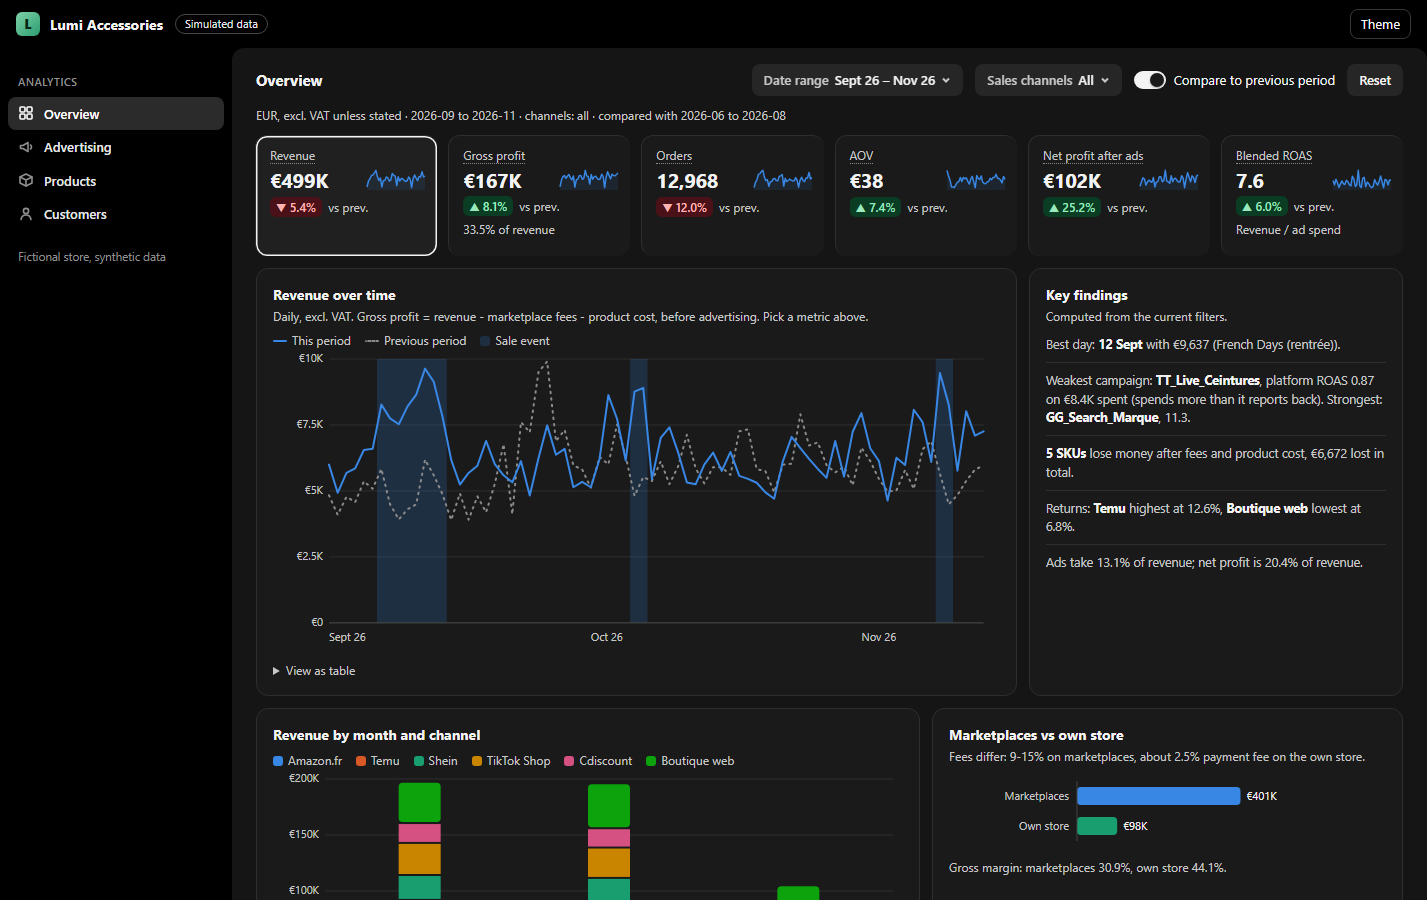 L Lumi Accessories Simulated data Theme
ANALYTICS
Overview
Advertising
Products
Customers
Fictional store, synthetic data
Overview
Date range Sept 26 – Nov 26
Sales channels All
Compare to previous period
Reset
EUR, excl. VAT unless stated · 2026-09 to 2026-11 · channels: all · compared with 2026-06 to 2026-08
Revenue
€499K
▼ 5.4% vs prev.
Gross profit
€167K
▲ 8.1% vs prev.
33.5% of revenue
Orders
12,968
▼ 12.0% vs prev.
AOV
€38
▲ 7.4% vs prev.
Net profit after ads
€102K
▲ 25.2% vs prev.
Blended ROAS
7.6
▲ 6.0% vs prev.
Revenue / ad spend
Revenue over time
Daily, excl. VAT. Gross profit = revenue - marketplace fees - product cost, before advertising. Pick a metric above.
This period Previous period Sale event
€10K
€7.5K
€5K
€2.5K
€0
Sept 26 Oct 26 Nov 26
▶ View as table
Key findings
Computed from the current filters.
Best day: 12 Sept with €9,637 (French Days (rentrée)).
Weakest campaign: TT_Live_Ceintures, platform ROAS 0.87
on €8.4K spent (spends more than it reports back). Strongest:
GG_Search_Marque, 11.3.
5 SKUs lose money after fees and product cost, €6,672 lost in
total.
Returns: Temu highest at 12.6%, Boutique web lowest at
6.8%.
Ads take 13.1% of revenue; net profit is 20.4% of revenue.
Revenue by month and channel
Amazon.fr Temu Shein TikTok Shop Cdiscount Boutique web
€200K
€150K
€100K
Marketplaces vs own store
Fees differ: 9-15% on marketplaces, about 2.5% payment fee on the own store.
Marketplaces €401K
Own store €98K
Gross margin: marketplaces 30.9%, own store 44.1%.